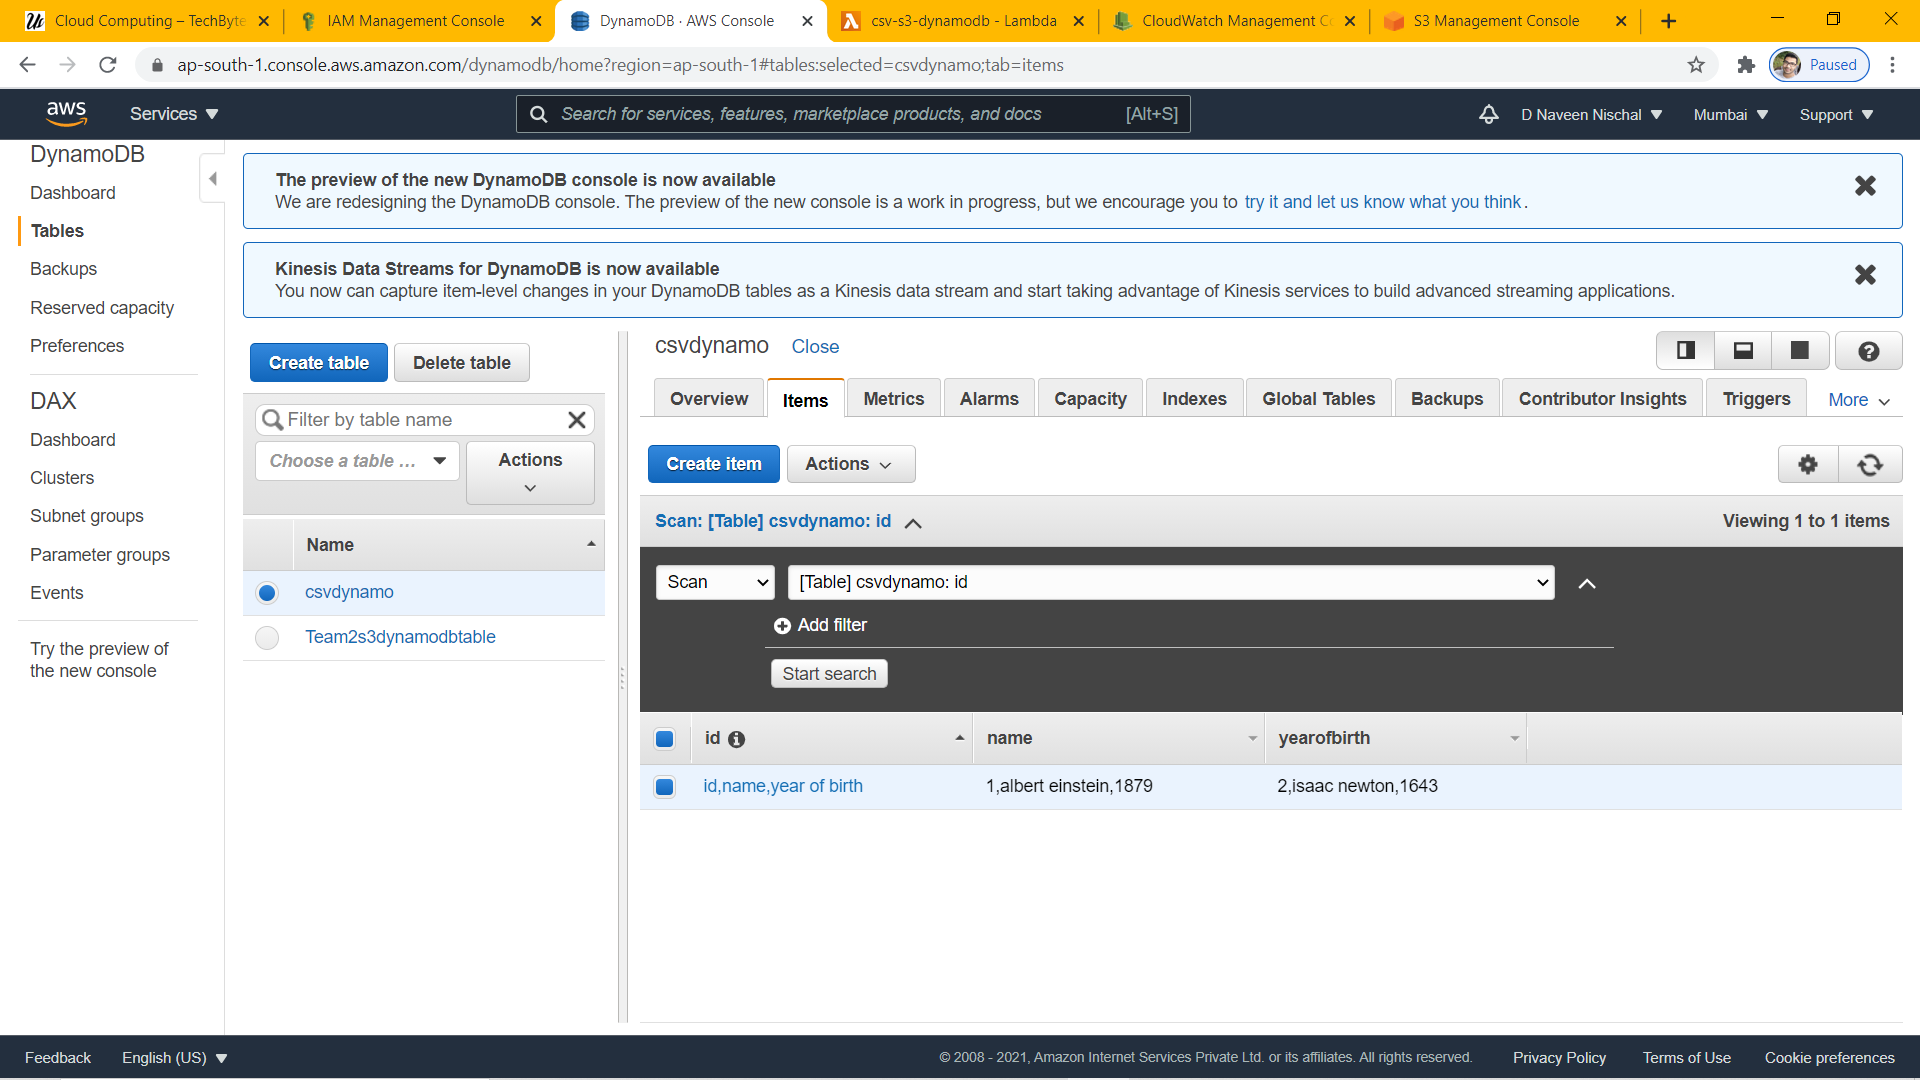 Cloud Computing – TechByte
IAM Management Console
DynamoDB · AWS Console
csv-s3-dynamodb - Lambda
CloudWatch Management Co
S3 Management Console
ap-south-1.console.aws.amazon.com/dynamodb/home?region=ap-south-1#tables:selected=csvdynamo;tab=items
Paused
aws
Services
Search for services, features, marketplace products, and docs
[Alt+S]
D Naveen Nischal
Mumbai
Support
DynamoDB
Dashboard
Tables
Backups
Reserved capacity
Preferences
DAX
Dashboard
Clusters
Subnet groups
Parameter groups
Events
Try the preview of
the new console
The preview of the new DynamoDB console is now available
We are redesigning the DynamoDB console. The preview of the new console is a work in progress, but we encourage you to try it and let us know what you think.
Kinesis Data Streams for DynamoDB is now available
You now can capture item-level changes in your DynamoDB tables as a Kinesis data stream and start taking advantage of Kinesis services to build advanced streaming applications.
Create table
Delete table
Filter by table name
Choose a table ...
Actions
Name
csvdynamo
Team2s3dynamodbtable
csvdynamo
Close
Overview
Items
Metrics
Alarms
Capacity
Indexes
Global Tables
Backups
Contributor Insights
Triggers
More
Create item
Actions
Scan: [Table] csvdynamo: id
Viewing 1 to 1 items
Scan
[Table] csvdynamo: id
Add filter
Start search
id
name
yearofbirth
id,name,year of birth
1,albert einstein,1879
2,isaac newton,1643
Feedback
English (US)
© 2008 - 2021, Amazon Internet Services Private Ltd. or its affiliates. All rights reserved.
Privacy Policy
Terms of Use
Cookie preferences